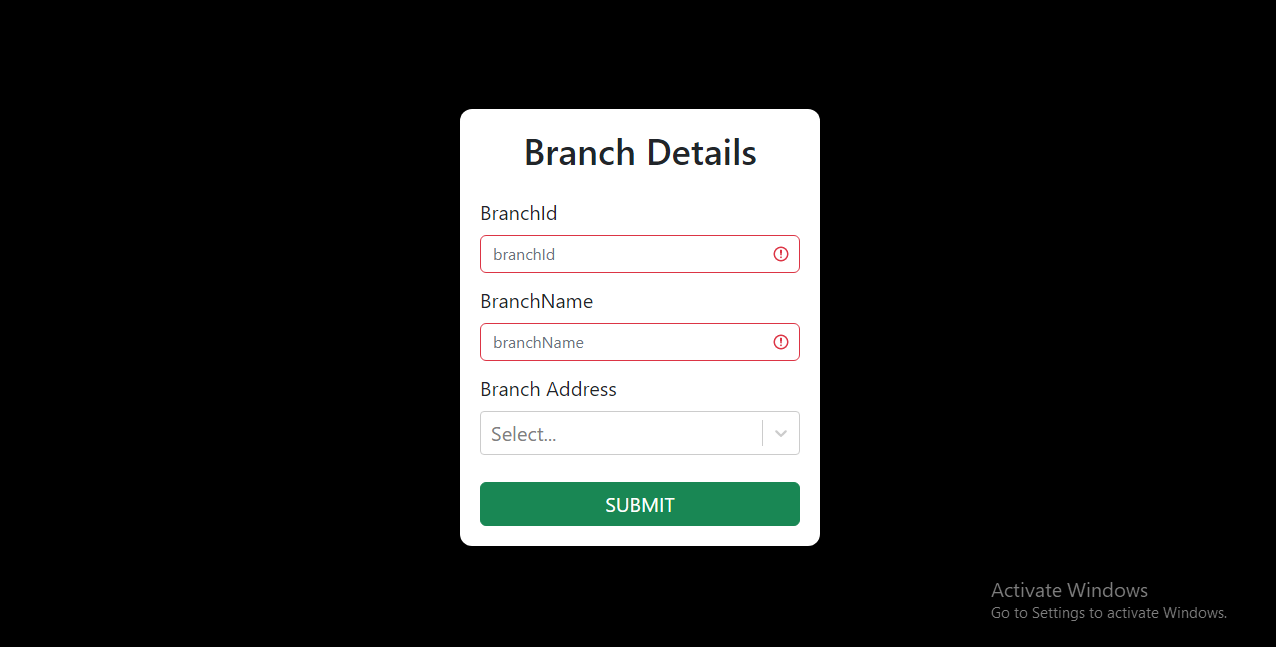 Branch Details
BranchId
branchId
BranchName
branchName
Branch Address
Select...
SUBMIT
Activate Windows
Go to Settings to activate Windows.